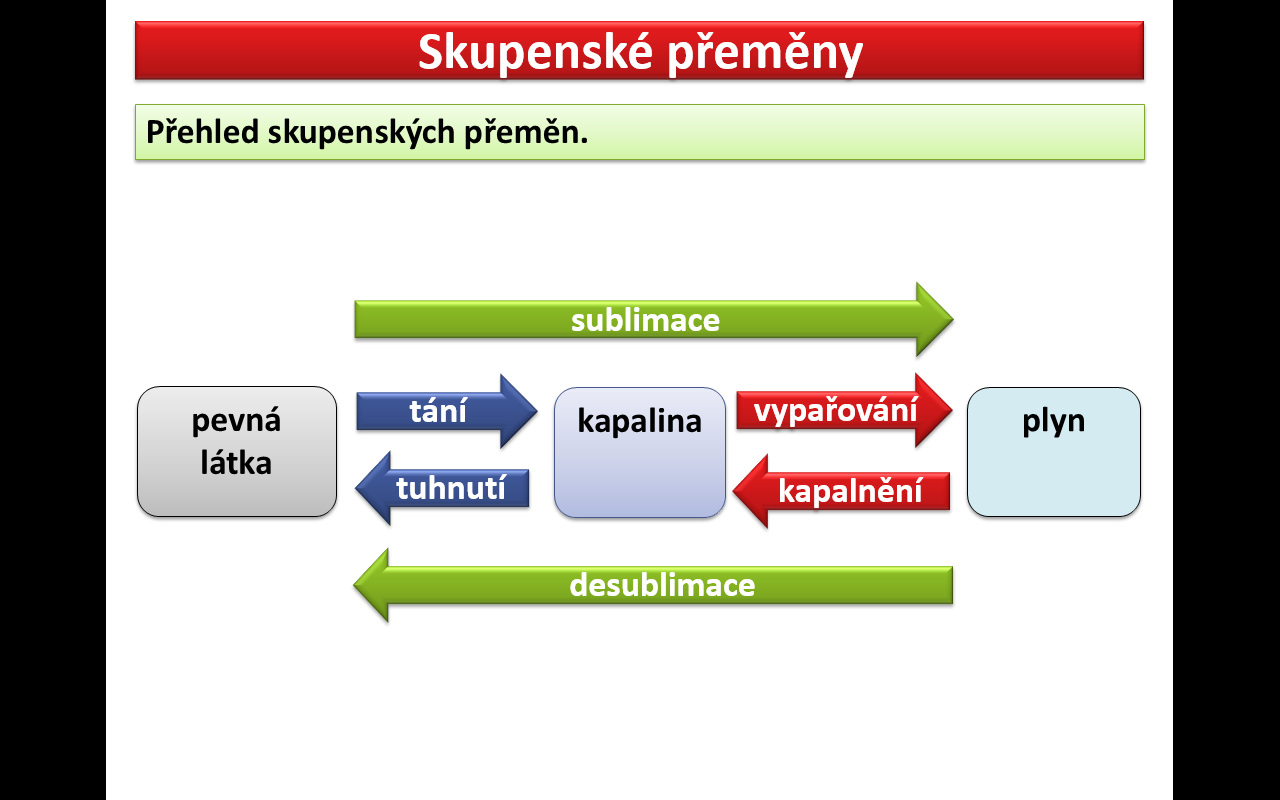 Skupenské přeměny
Přehled skupenských přeměn.
sublimace
pevná
látka
tání
tuhnutí
kapalina
vypařování
kapalnění
plyn
desublimace